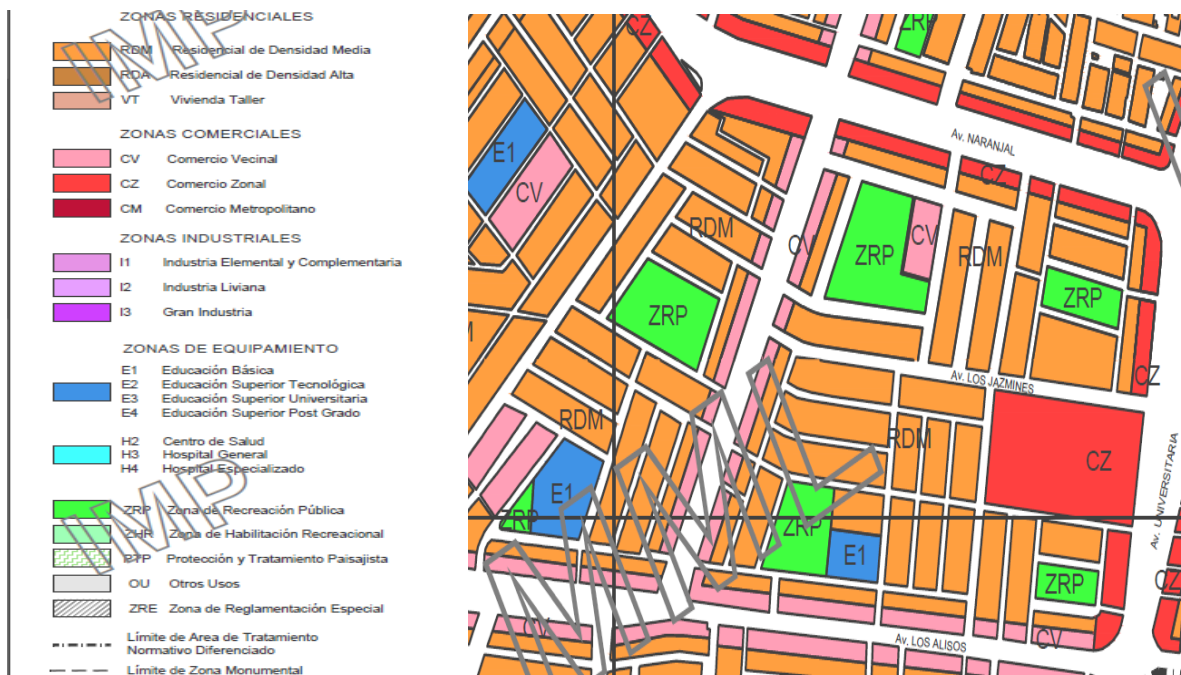 ZONAS RESIDENCIALES
RDM Residencial de Densidad Media
RDA Residencial de Densidad Alta
VT Vivienda Taller
ZONAS COMERCIALES
CV Comercio Vecinal
CZ Comercio Zonal
CM Comercio Metropolitano
ZONAS INDUSTRIALES
I1 Industria Elemental y Complementaria
I2 Industria Liviana
I3 Gran Industria
ZONAS DE EQUIPAMIENTO
E1 Educación Básica
E2 Educación Superior Tecnológica
E3 Educación Superior Universitaria
E4 Educación Superior Post Grado
H2 Centro de Salud
H3 Hospital General
H4 Hospital Especializado
ZRP Zona de Recreación Pública
ZHR Zona de Habilitación Recreacional
PTP Protección y Tratamiento Paisajista
OU Otros Usos
ZRE Zona de Reglamentación Especial
Límite de Area de Tratamiento
Normativo Diferenciado
Límite de Zona Monumental
IMP
IMP
CZ
ZRP
Av. NARANJAL
E1
CZ
CV
RDM
CV
ZRP
CV
RDM
ZRP
ZRP
Av. LOS JAZMINES
CZ
RDM
RDM
CZ
E1
ZRP
ZRP
E1
Av. UNIVERSITARIA
ZRP
CZ
CV
Av. LOS ALISOS
CV